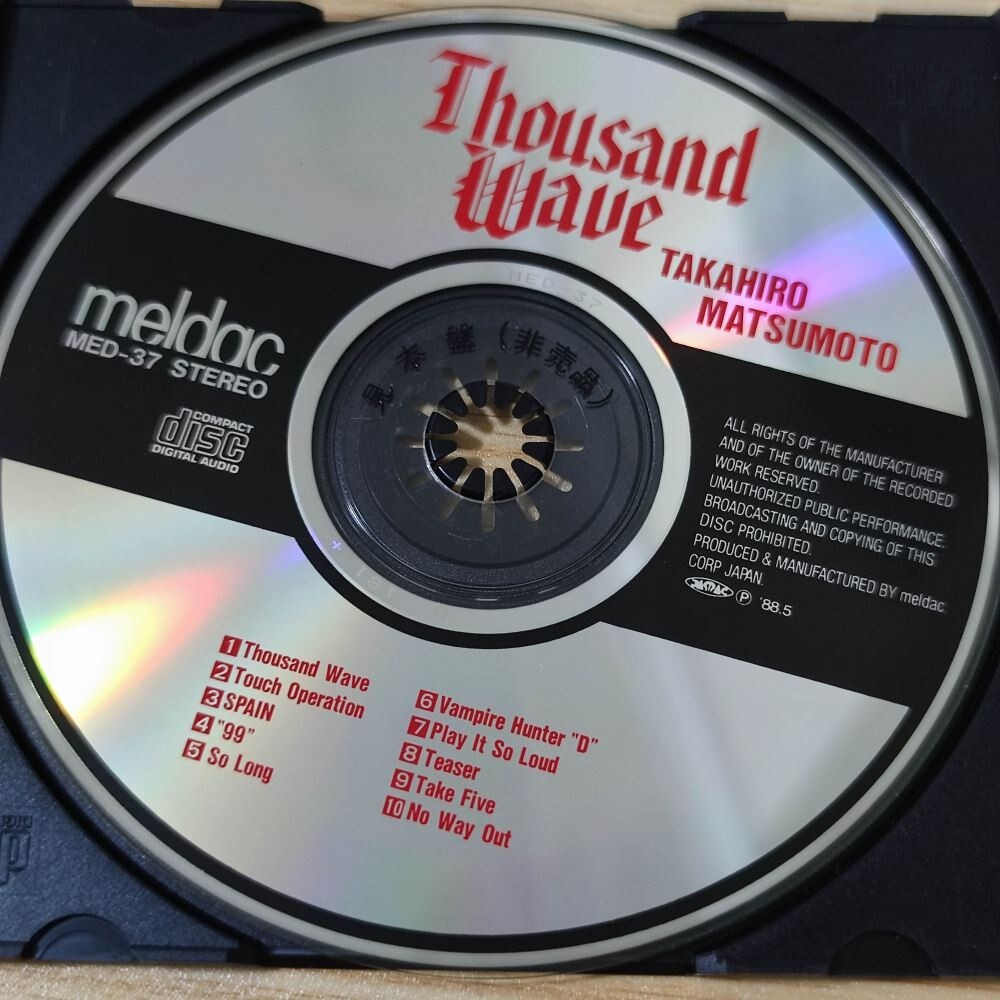 Thousand
Wave
TAKAHIRO
MATSUMOTO
meldac
MED-37 STEREO
COMPACT
disc
DIGITAL AUDIO
MED-37
見本盤(非売品)
ALL RIGHTS OF THE MANUFACTURER
AND OF THE OWNER OF THE RECORDED
WORK RESERVED.
UNAUTHORIZED PUBLIC PERFORMANCE.
BROADCASTING AND COPYING OF THIS
DISC PROHIBITED.
PRODUCED & MANUFACTURED BY meldac
CORP JAPAN.
Ⓟ '88.5
1 Thousand Wave
2 Touch Operation
3 SPAIN
4 "99"
5 So Long
6 Vampire Hunter "D"
7 Play It So Loud
8 Teaser
9 Take Five
10 No Way Out